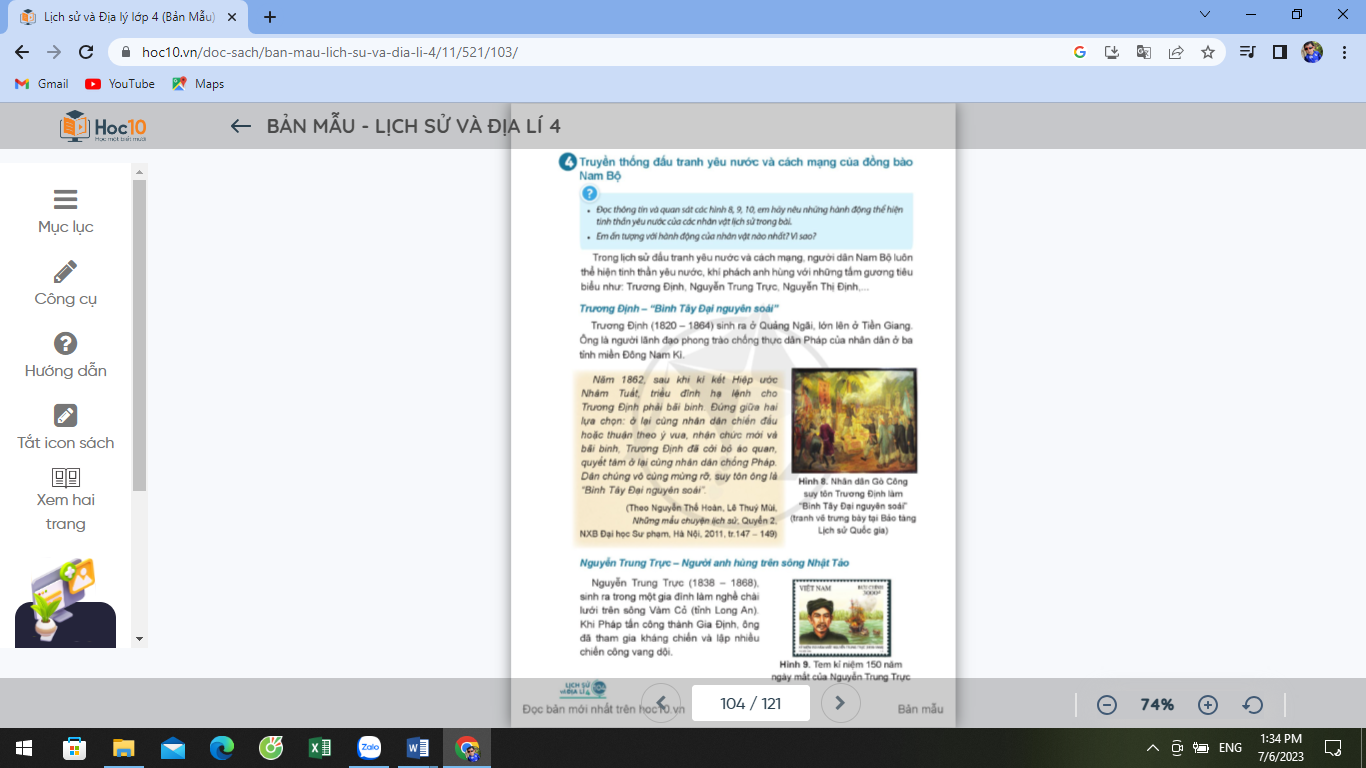 Lịch sử và Địa lý lớp 4 (Bản Mẫu)
hoc10.vn/doc-sach/ban-mau-lich-su-va-dia-li-4/11/521/103/
Gmail YouTube Maps
Hoc10
Học một biết mười
BẢN MẪU - LỊCH SỬ VÀ ĐỊA LÍ 4
Mục lục
Công cụ
Hướng dẫn
Tắt icon sách
Xem hai
trang
4 Truyền thống đấu tranh yêu nước và cách mạng của đồng bào
Nam Bộ
?
• Đọc thông tin và quan sát các hình 8, 9, 10, em hãy nêu những hành động thể hiện
tinh thần yêu nước của các nhân vật lịch sử trong bài.
• Em ấn tượng với hành động của nhân vật nào nhất? Vì sao?
Trong lịch sử đấu tranh yêu nước và cách mạng, người dân Nam Bộ luôn
thể hiện tinh thần yêu nước, khí phách anh hùng với những tấm gương tiêu
biểu như: Trương Định, Nguyễn Trung Trực, Nguyễn Thị Định,...
Trương Định – "Bình Tây Đại nguyên soái"
Trương Định (1820 – 1864) sinh ra ở Quảng Ngãi, lớn lên ở Tiền Giang.
Ông là người lãnh đạo phong trào chống thực dân Pháp của nhân dân ở ba
tỉnh miền Đông Nam Kì.
Năm 1862, sau khi kí kết Hiệp ước
Nhâm Tuất, triều đình hạ lệnh cho
Trương Định phải bãi binh. Đứng giữa hai
lựa chọn: ở lại cùng nhân dân chiến đấu
hoặc thuận theo ý vua, nhận chức mới và
bãi binh, Trương Định đã cởi bỏ áo quan,
quyết tâm ở lại cùng nhân dân chống Pháp.
Dân chúng vô cùng mừng rỡ, suy tôn ông là
"Bình Tây Đại nguyên soái".
(Theo Nguyễn Thế Hoàn, Lê Thuý Mùi,
Những mẩu chuyện lịch sử, Quyển 2,
NXB Đại học Sư phạm, Hà Nội, 2011, tr.147 – 149)
Hình 8. Nhân dân Gò Công
suy tôn Trương Định làm
"Bình Tây Đại nguyên soái"
(tranh vẽ trưng bày tại Bảo tàng
Lịch sử Quốc gia)
Nguyễn Trung Trực – Người anh hùng trên sông Nhật Tảo
Nguyễn Trung Trực (1838 – 1868),
sinh ra trong một gia đình làm nghề chài
lưới trên sông Vàm Cỏ (tỉnh Long An).
Khi Pháp tấn công thành Gia Định, ông
đã tham gia kháng chiến và lập nhiều
chiến công vang dội.
VIỆT NAM
BƯU CHÍNH
3000đ
Hình 9. Tem kỉ niệm 150 năm
ngày mất của Nguyễn Trung Trực
LỊCH SỬ
VÀ ĐỊA LÍ 4
Đọc bản mới nhất trên hoc10.vn
104 / 121
Bản mẫu
74%
Zalo
ENG
1:34 PM
7/6/2023